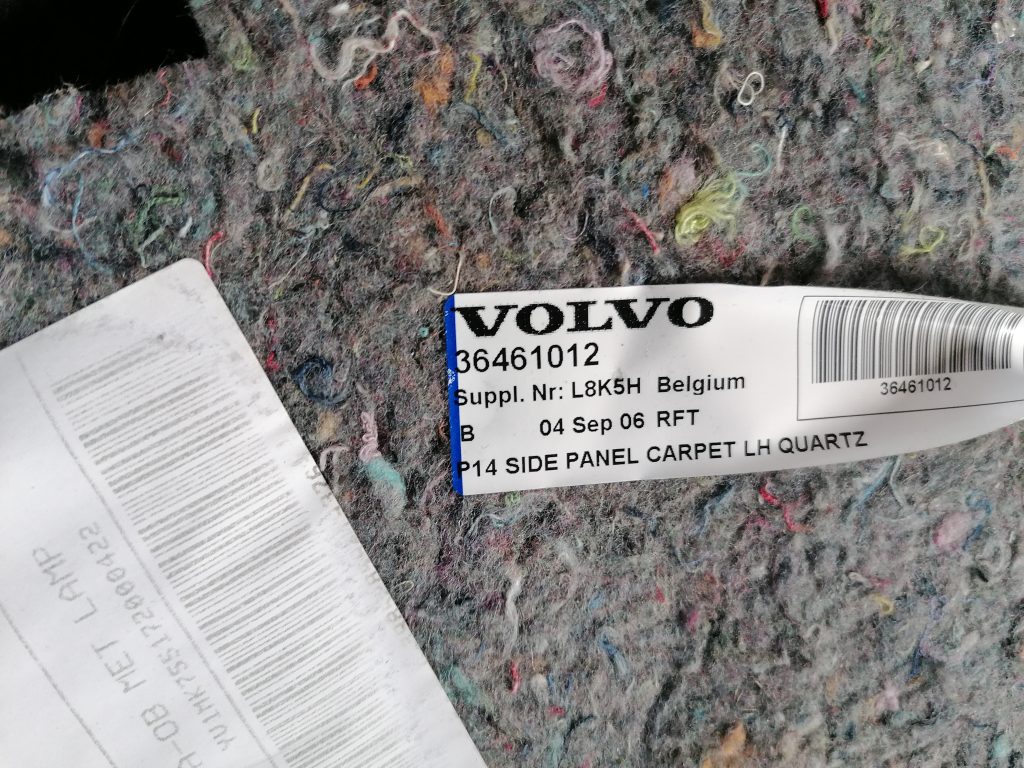 VOLVO
36461012
Suppl. Nr: L8K5H Belgium
B 04 Sep 06 RFT
P14 SIDE PANEL CARPET LH QUARTZ
36461012
-OB MET LAMP